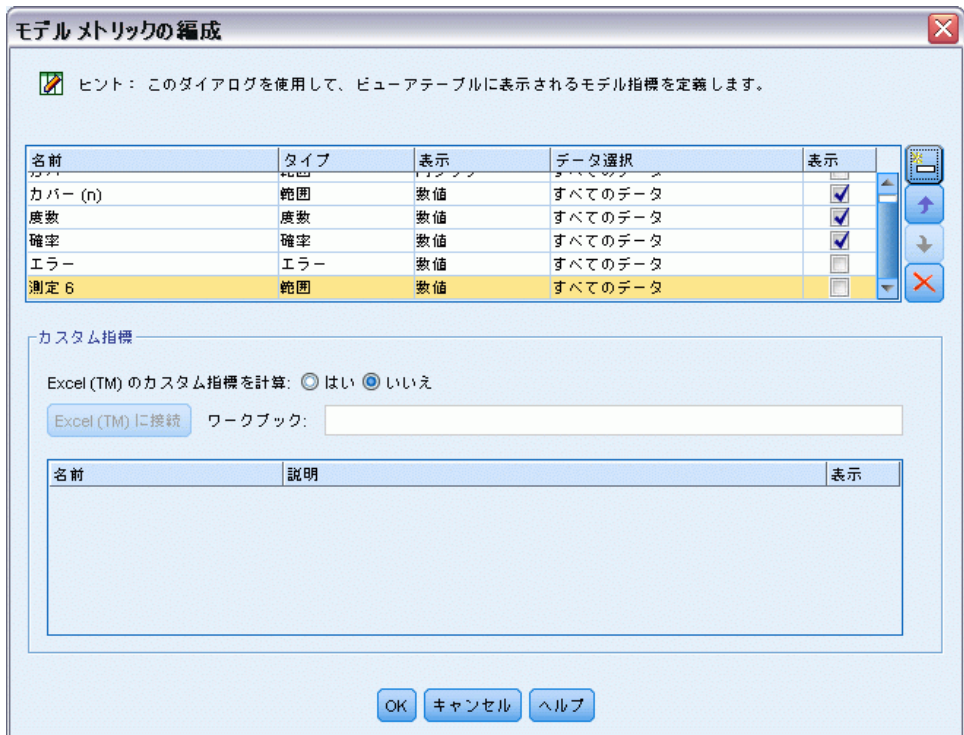 モデル メトリックの編成
ヒント： このダイアログを使用して、ビューアテーブルに表示されるモデル指標を定義します。
名前 タイプ 表示 データ選択 表示
カバー (n) 範囲 数値 すべてのデータ
度数 度数 数値 すべてのデータ
確率 確率 数値 すべてのデータ
エラー エラー 数値 すべてのデータ
測定 6 範囲 数値 すべてのデータ
カスタム指標
Excel (TM) のカスタム指標を計算: はい いいえ
Excel (TM) に接続 ワークブック:
名前 説明 表示
OK キャンセル ヘルプ